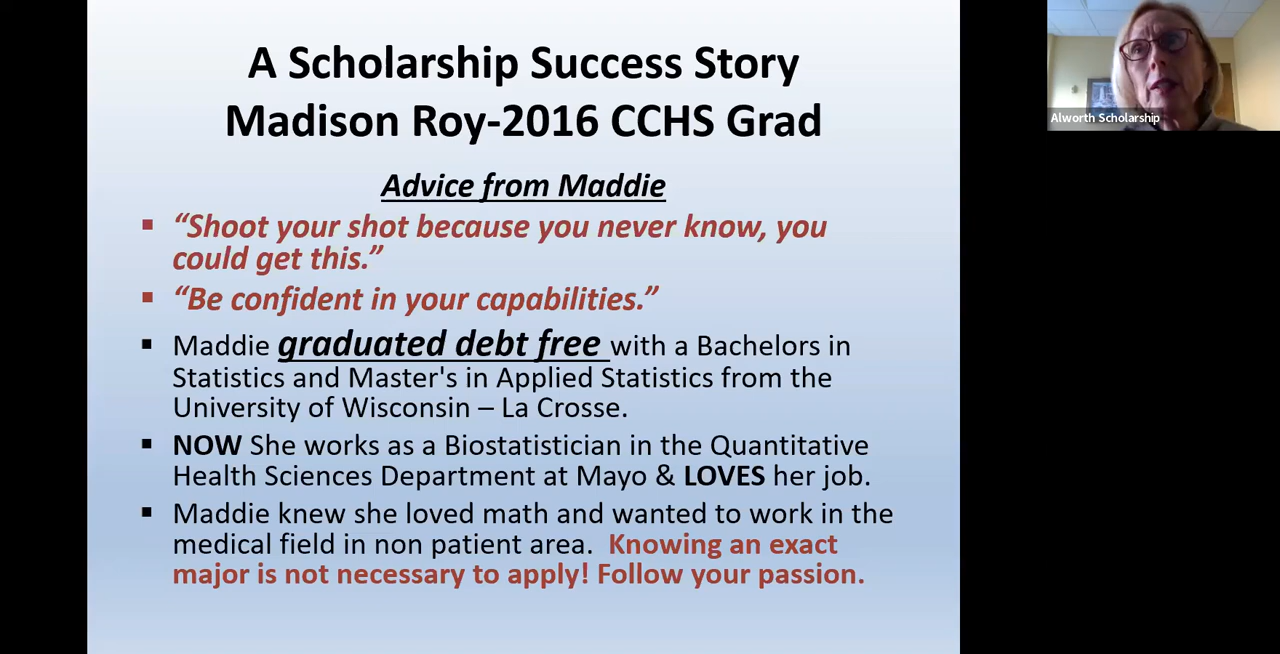 A Scholarship Success Story
Madison Roy-2016 CCHS Grad
Alworth Scholarship
Advice from Maddie
▪ “Shoot your shot because you never know, you
could get this.”
▪ “Be confident in your capabilities.”
▪ Maddie graduated debt free with a Bachelors in
Statistics and Master's in Applied Statistics from the
University of Wisconsin – La Crosse.
▪ NOW She works as a Biostatistician in the Quantitative
Health Sciences Department at Mayo & LOVES her job.
▪ Maddie knew she loved math and wanted to work in the
medical field in non patient area. Knowing an exact
major is not necessary to apply! Follow your passion.